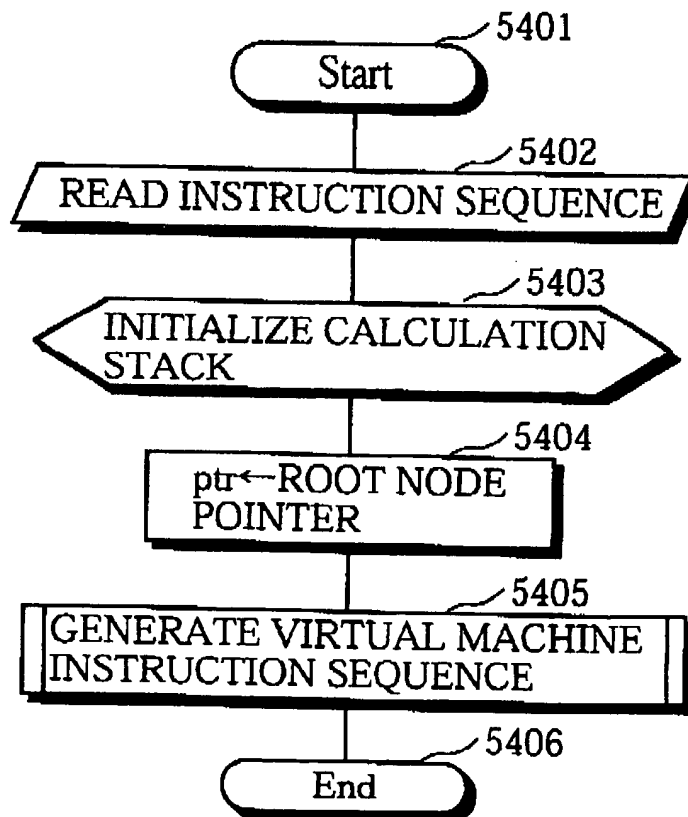 5401
Start
5402
READ INSTRUCTION SEQUENCE
5403
INITIALIZE CALCULATION
STACK
5404
ptr←ROOT NODE
POINTER
5405
GENERATE VIRTUAL MACHINE
INSTRUCTION SEQUENCE
5406
End